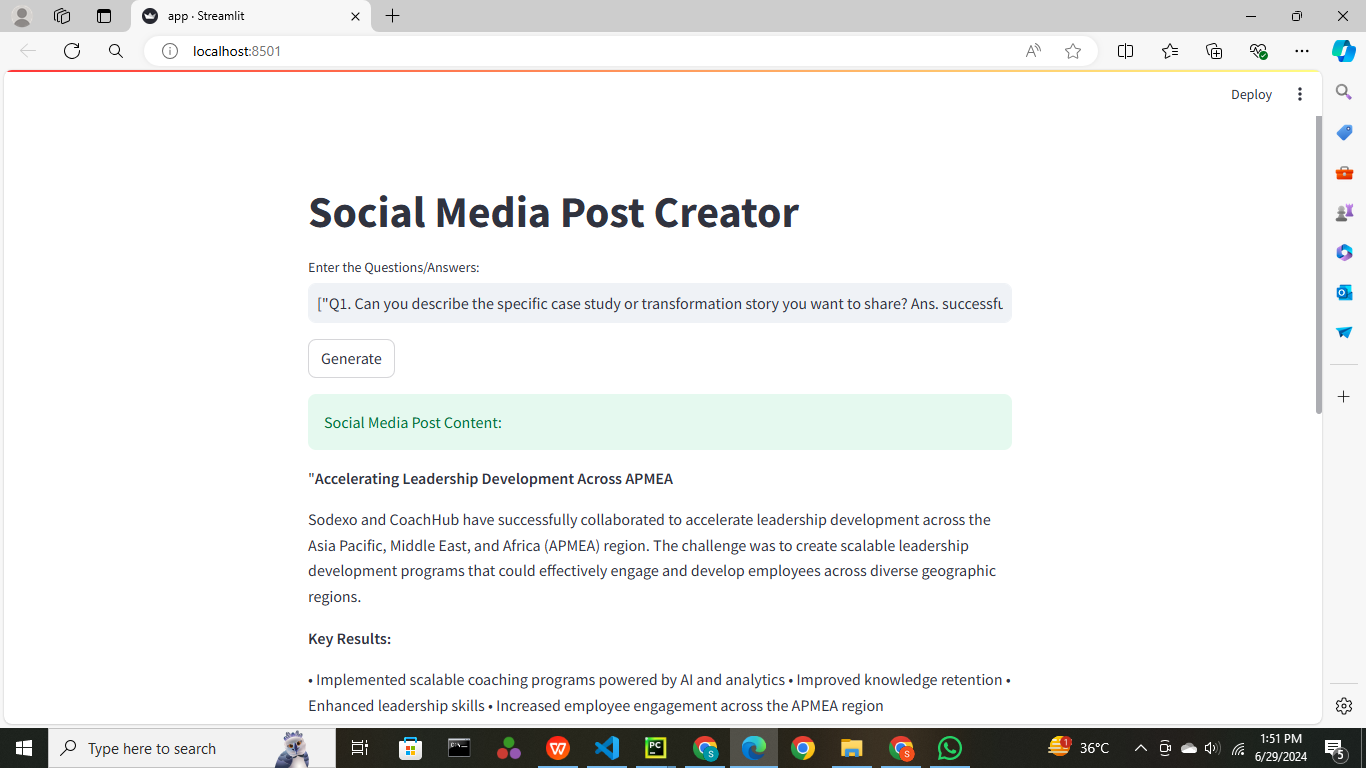 app · Streamlit
localhost:8501
Deploy
Social Media Post Creator
Enter the Questions/Answers:
["Q1. Can you describe the specific case study or transformation story you want to share? Ans. successfu
Generate
Social Media Post Content:
"Accelerating Leadership Development Across APMEA
Sodexo and CoachHub have successfully collaborated to accelerate leadership development across the
Asia Pacific, Middle East, and Africa (APMEA) region. The challenge was to create scalable leadership
development programs that could effectively engage and develop employees across diverse geographic
regions.
Key Results:
• Implemented scalable coaching programs powered by AI and analytics • Improved knowledge retention •
Enhanced leadership skills • Increased employee engagement across the APMEA region
Type here to search
36°C
1:51 PM
6/29/2024
5